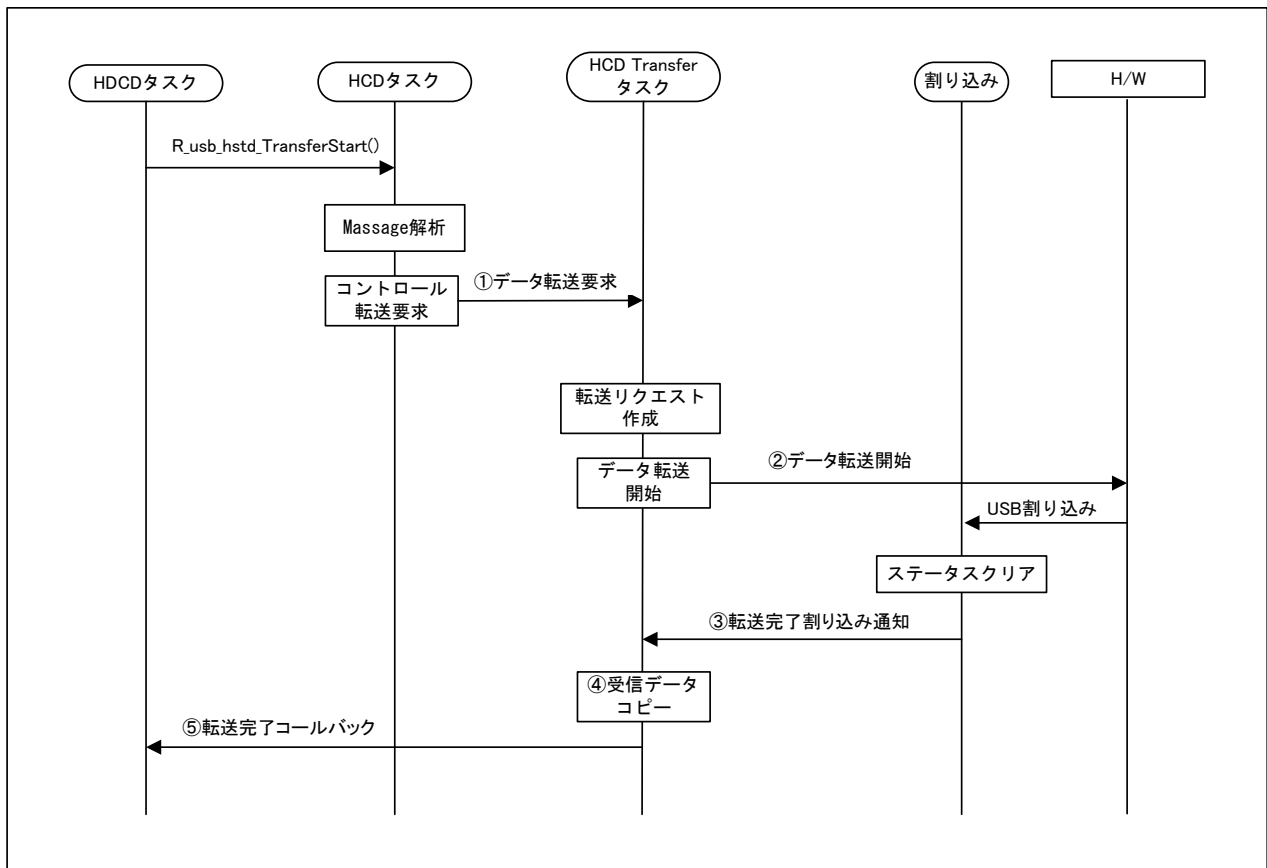 HDCDタスク
HCDタスク
HCD Transfer
タスク
割り込み
H/W
R_usb_hstd_TransferStart()
Massage解析
コントロール
転送要求
①データ転送要求
転送リクエスト
作成
データ転送
開始
②データ転送開始
USB割り込み
ステータスクリア
③転送完了割り込み通知
④受信データ
コピー
⑤転送完了コールバック